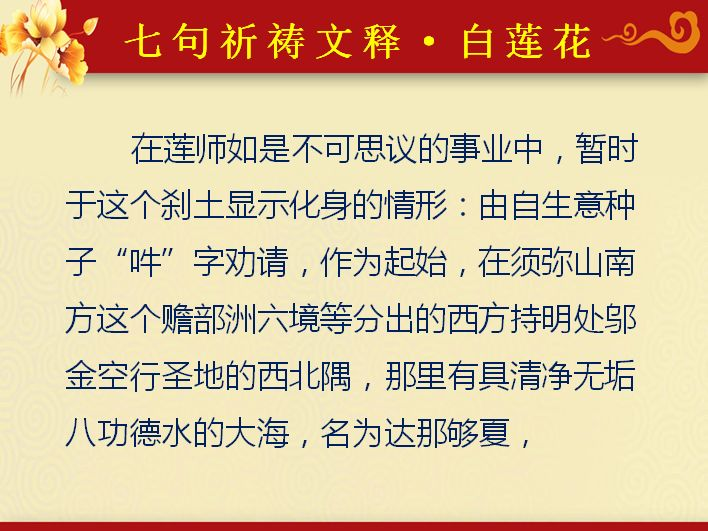 七句祈祷文释·白莲花
在莲师如是不可思议的事业中，暂时
于这个刹土显示化身的情形：由自生意种
子“吽”字劝请，作为起始，在须弥山南
方这个赡部洲六境等分出的西方持明处邬
金空行圣地的西北隅，那里有具清净无垢
八功德水的大海，名为达那够夏，